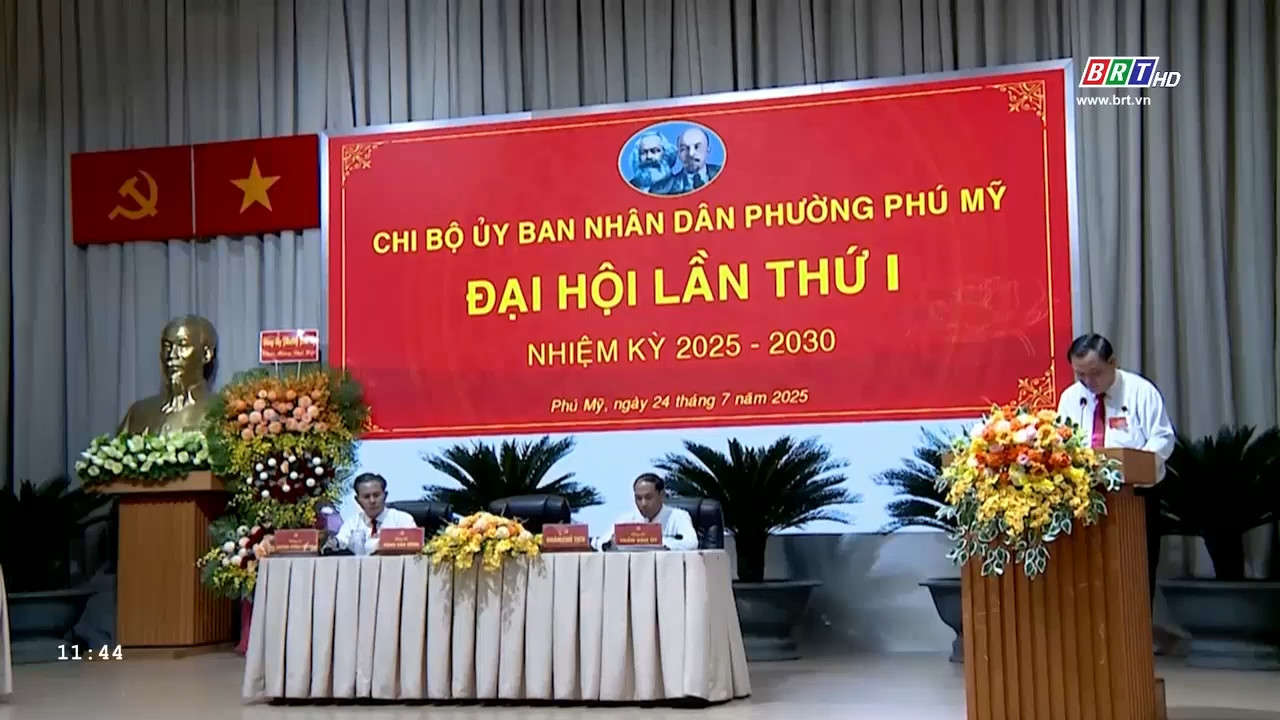 BRT HD
www.brt.vn
CHI BỘ ỦY BAN NHÂN DÂN PHƯỜNG PHÚ MỸ
ĐẠI HỘI LẦN THỨ I
NHIỆM KỲ 2025 - 2030
Phú Mỹ, ngày 24 tháng 7 năm 2025
11:44